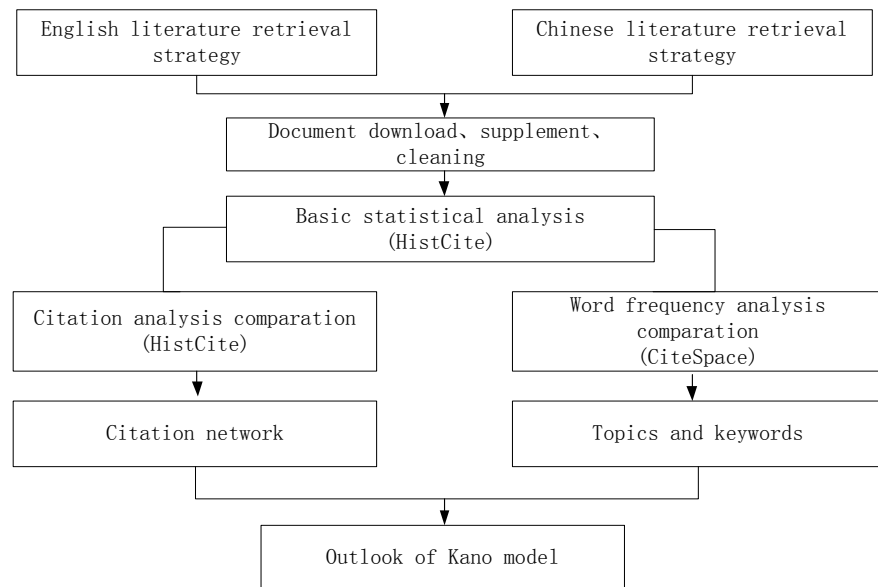 English literature retrieval
strategy
Chinese literature retrieval
strategy
Document download、supplement、
cleaning
Basic statistical analysis
(HistCite)
Citation analysis comparation
(HistCite)
Word frequency analysis
comparation
(CiteSpace)
Citation network
Topics and keywords
Outlook of Kano model